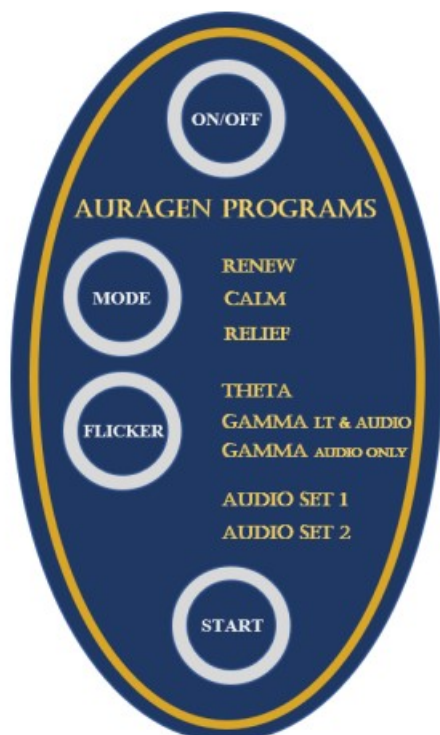 ON/OFF
AURAGEN PROGRAMS
RENEW
MODE
CALM
RELIEF
THETA
GAMMA LT & AUDIO
FLICKER
GAMMA AUDIO ONLY
AUDIO SET 1
AUDIO SET 2
START